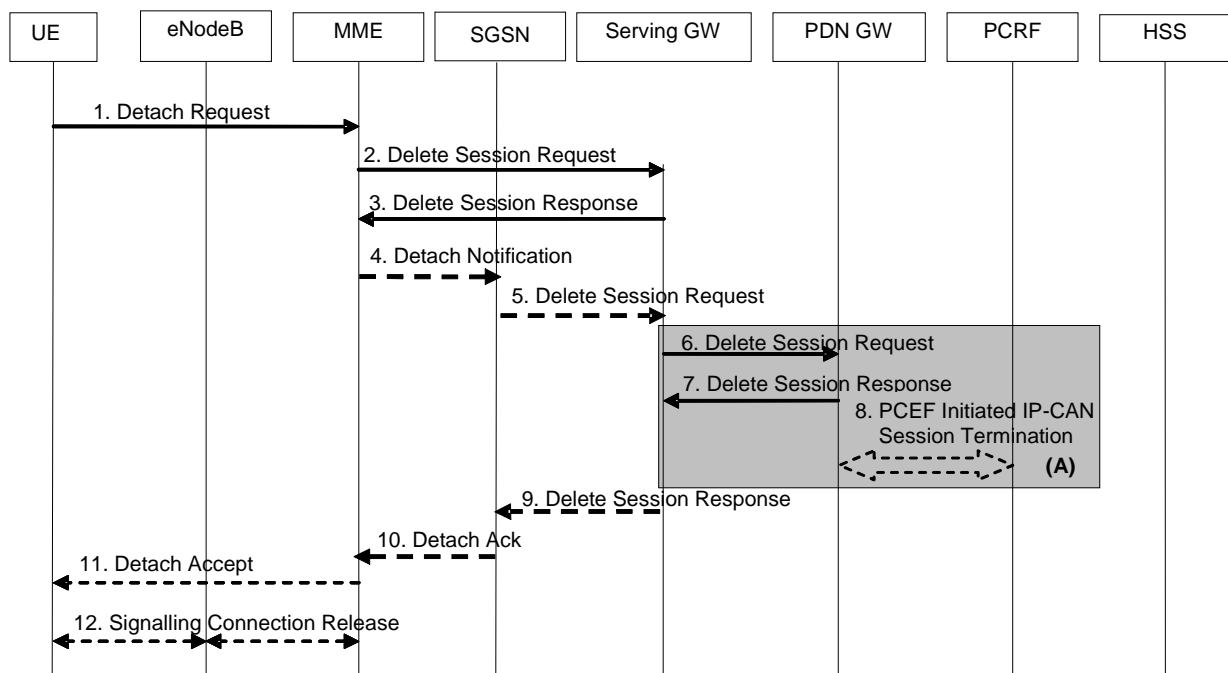 UE
eNodeB
MME
SGSN
Serving GW
PDN GW
PCRF
HSS
1. Detach Request
2. Delete Session Request
3. Delete Session Response
4. Detach Notification
5. Delete Session Request
6. Delete Session Request
7. Delete Session Response
8. PCEF Initiated IP-CAN
Session Termination
(A)
9. Delete Session Response
10. Detach Ack
11. Detach Accept
12. Signalling Connection Release